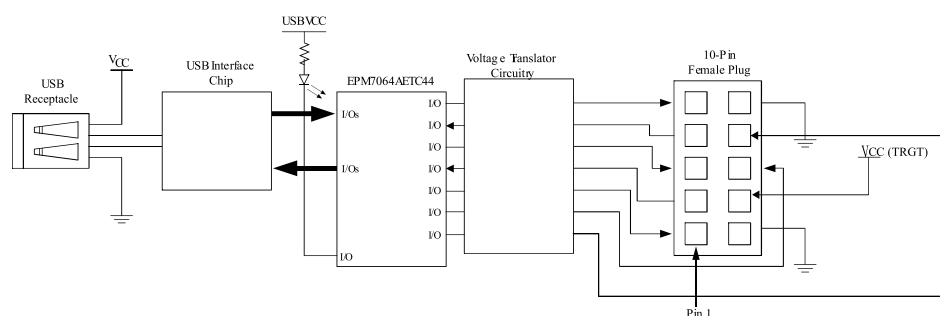 USBVCC
USB
Receptacle
VCC
USB Interface
Chip
EPM7064AETC44
Voltage Translator
Circuitry
10-Pin
Female Plug
I/Os
I/Os
I/O
I/O
I/O
I/O
I/O
I/O
I/O
I/O
VCC (TRGT)
Pin 1